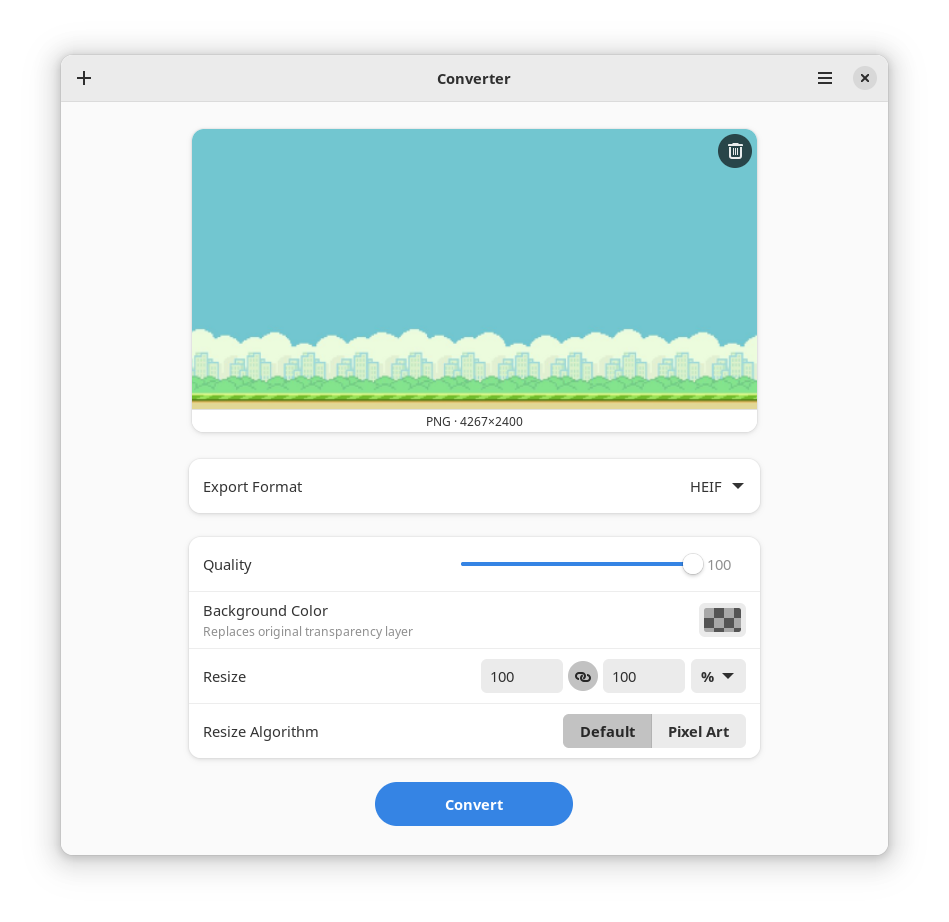 Converter
PNG · 4267×2400
Export Format HEIF
Quality 100
Background Color
Replaces original transparency layer
Resize 100 100 %
Resize Algorithm Default Pixel Art
Convert